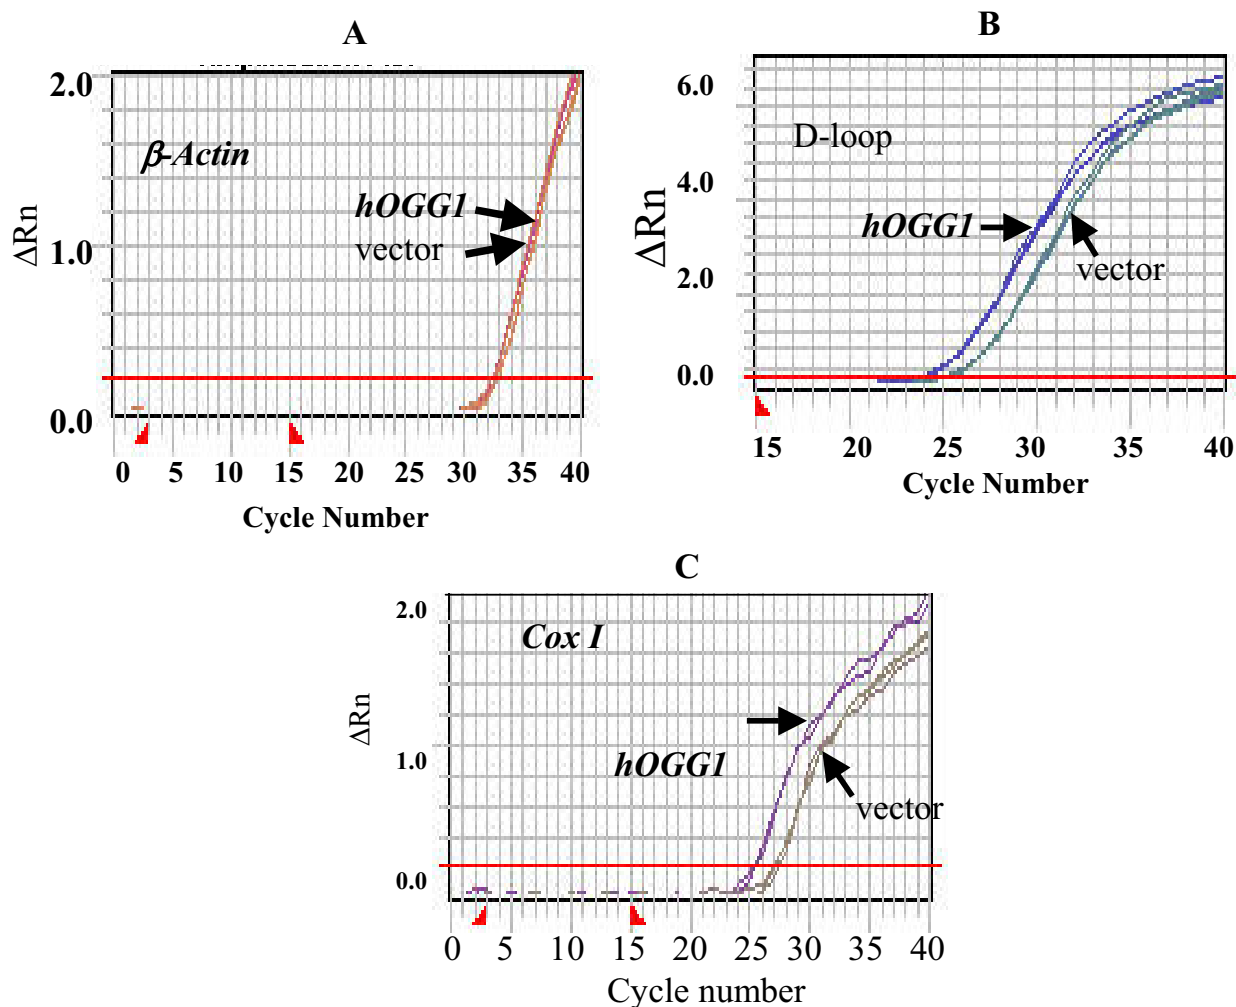 A
2.0
β-Actin
hOGG1
vector
ΔRn
1.0
0.0
0 5 10 15 20 25 30 35 40
Cycle Number
B
6.0
D-loop
4.0
ΔRn
hOGG1
vector
2.0
0.0
15 20 25 30 35 40
Cycle Number
C
2.0
Cox I
ΔRn
1.0
hOGG1
vector
0.0
0 5 10 15 20 25 30 35 40
Cycle number